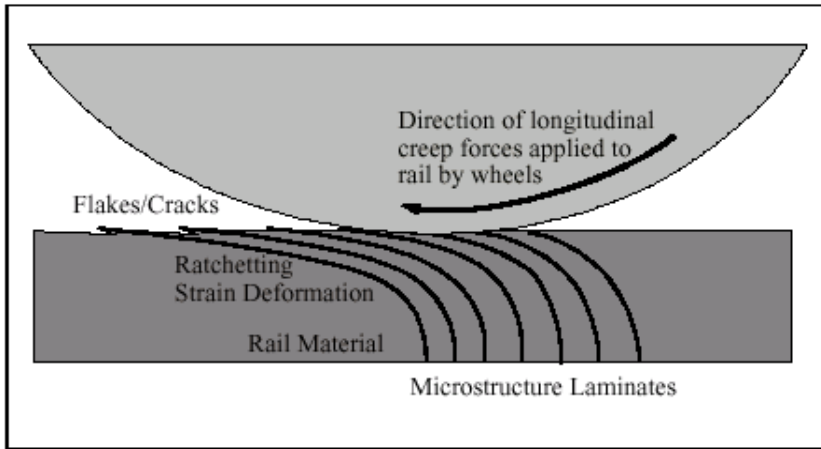 Direction of longitudinal
creep forces applied to
rail by wheels
Flakes/Cracks
Ratchetting
Strain Deformation
Rail Material
Microstructure Laminates